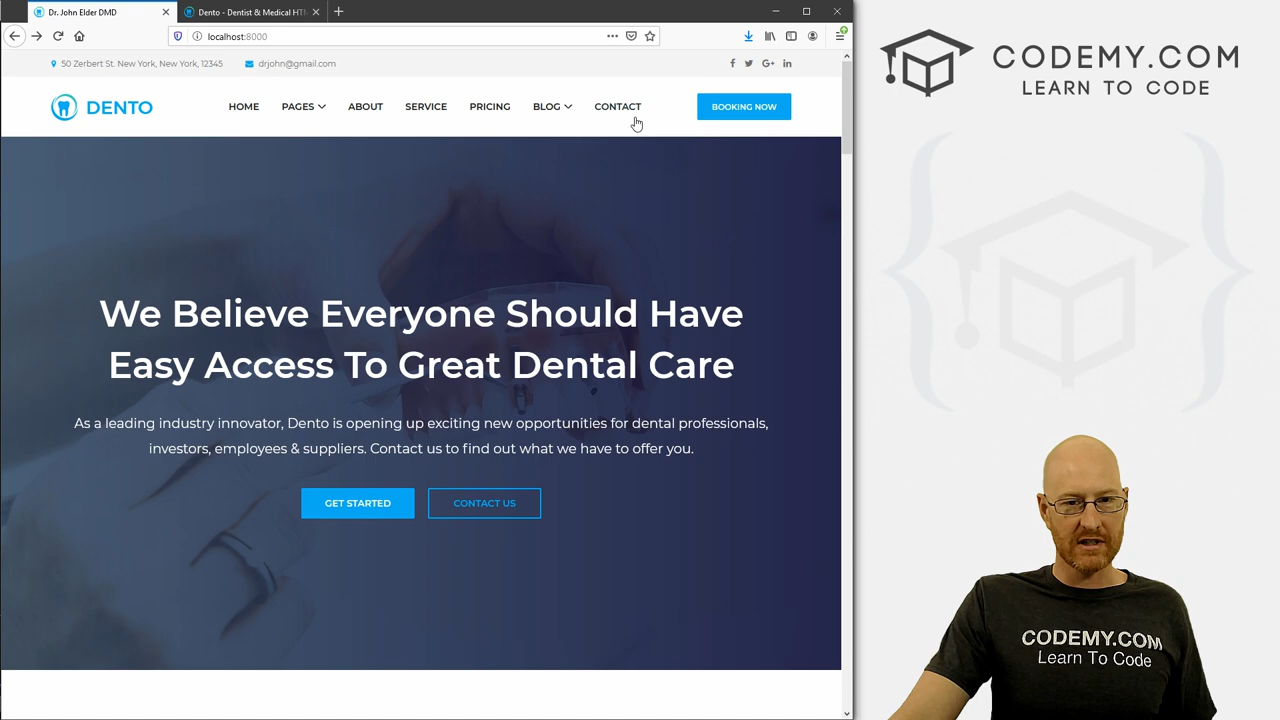 Dr. John Elder DMD
Dento - Dentist & Medical HT
localhost:8000
50 Zerbert St. New York, New York, 12345
drjohn@gmail.com
DENTO
HOME PAGES ABOUT SERVICE PRICING BLOG CONTACT
BOOKING NOW
We Believe Everyone Should Have
Easy Access To Great Dental Care
As a leading industry innovator, Dento is opening up exciting new opportunities for dental professionals,
investors, employees & suppliers. Contact us to find out what we have to offer you.
GET STARTED
CONTACT US
CODEMY.COM
LEARN TO CODE
CODEMY.COM
Learn To Code